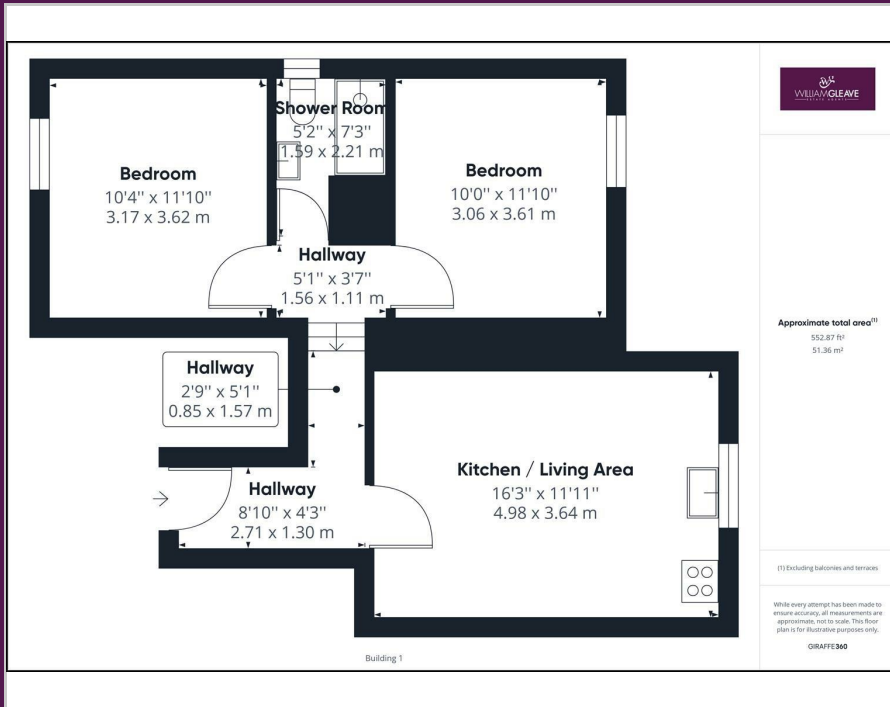 Shower Room
5'2" x 7'3"
1.59 x 2.21 m
Bedroom
10'4'' x 11'10''
3.17 x 3.62 m
Bedroom
10'0'' x 11'10''
3.06 x 3.61 m
Hallway
5'1'' x 3'7''
1.56 x 1.11 m
Hallway
2'9'' x 5'1''
0.85 x 1.57 m
Hallway
8'10'' x 4'3''
2.71 x 1.30 m
Kitchen / Living Area
16'3'' x 11'11''
4.98 x 3.64 m
Building 1
WILLIAMGLEAVE
ESTATE AGENTS
Approximate total area(1)
552.87 ft²
51.36 m²
(1) Excluding balconies and terraces
While every attempt has been made to
ensure accuracy, all measurements are
approximate, not to scale. This floor
plan is for illustrative purposes only.
GIRAFFE360